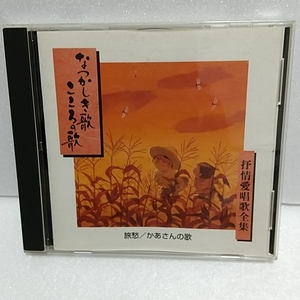 なつかしき歌
こころの歌
抒情愛唱歌全集
旅愁／かあさんの歌